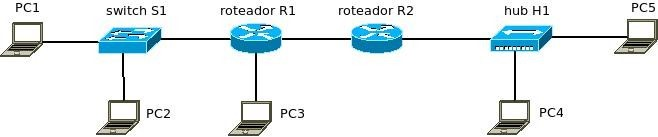 PC1
switch S1
roteador R1
roteador R2
hub H1
PC5
PC2
PC3
PC4